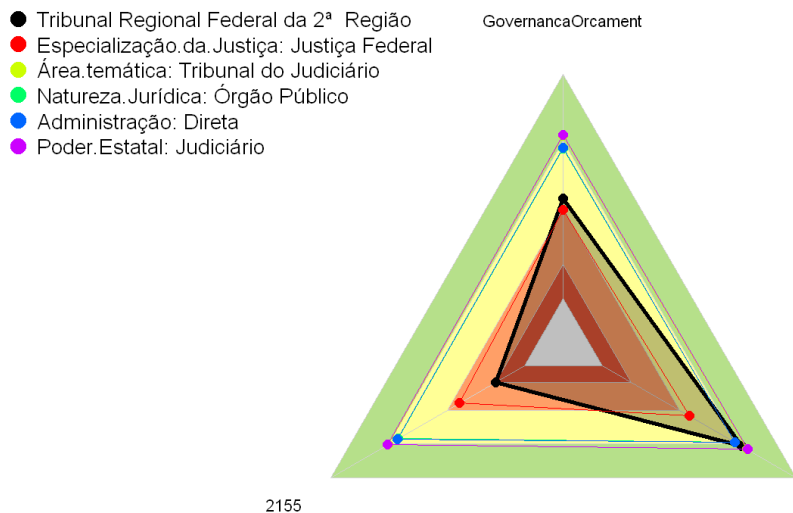 Tribunal Regional Federal da 2ª  Região
Especialização.da.Justiça: Justiça Federal
Área.temática: Tribunal do Judiciário
Natureza.Jurídica: Órgão Público
Administração: Direta
Poder.Estatal: Judiciário
GovernancaOrcament
2155